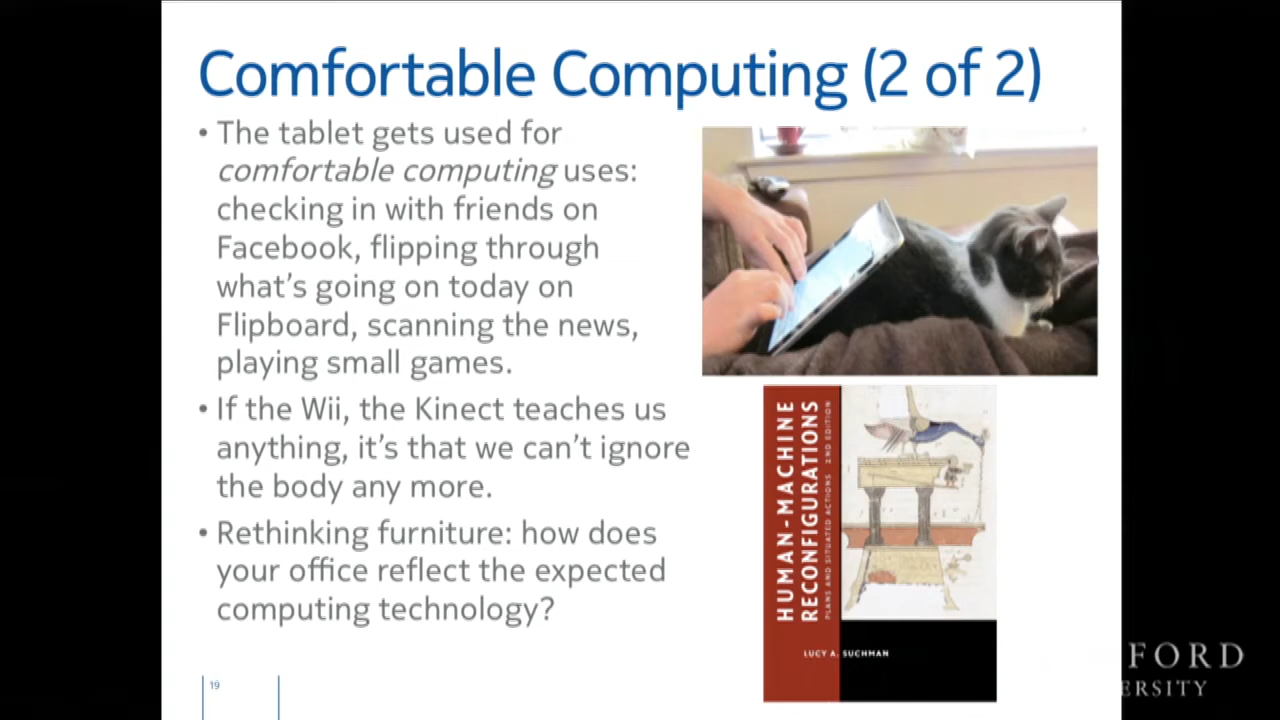 Comfortable Computing (2 of 2)
• The tablet gets used for
comfortable computing uses:
checking in with friends on
Facebook, flipping through
what's going on today on
Flipboard, scanning the news,
playing small games.
• If the Wii, the Kinect teaches us
anything, it's that we can't ignore
the body any more.
• Rethinking furniture: how does
your office reflect the expected
computing technology?
HUMAN-MACHINE
RECONFIGURATIONS
PLANS AND SITUATED ACTIONS 2ND EDITION
LUCY A. SUCHMAN
19
FORD
ERSITY